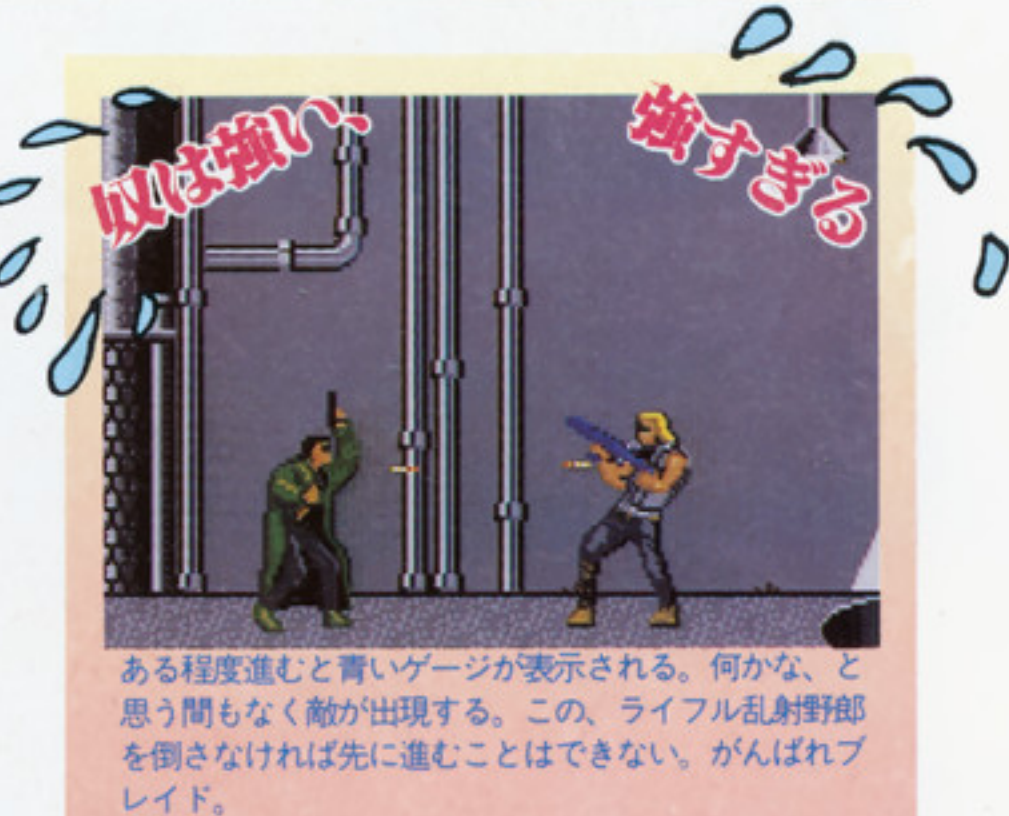 奴は強い、
強すぎる
ある程度進むと青いゲージが表示される。何かな、と
思う間もなく敵が出現する。この、ライフル乱射野郎
を倒さなければ先に進むことはできない。がんばれブ
レイド。